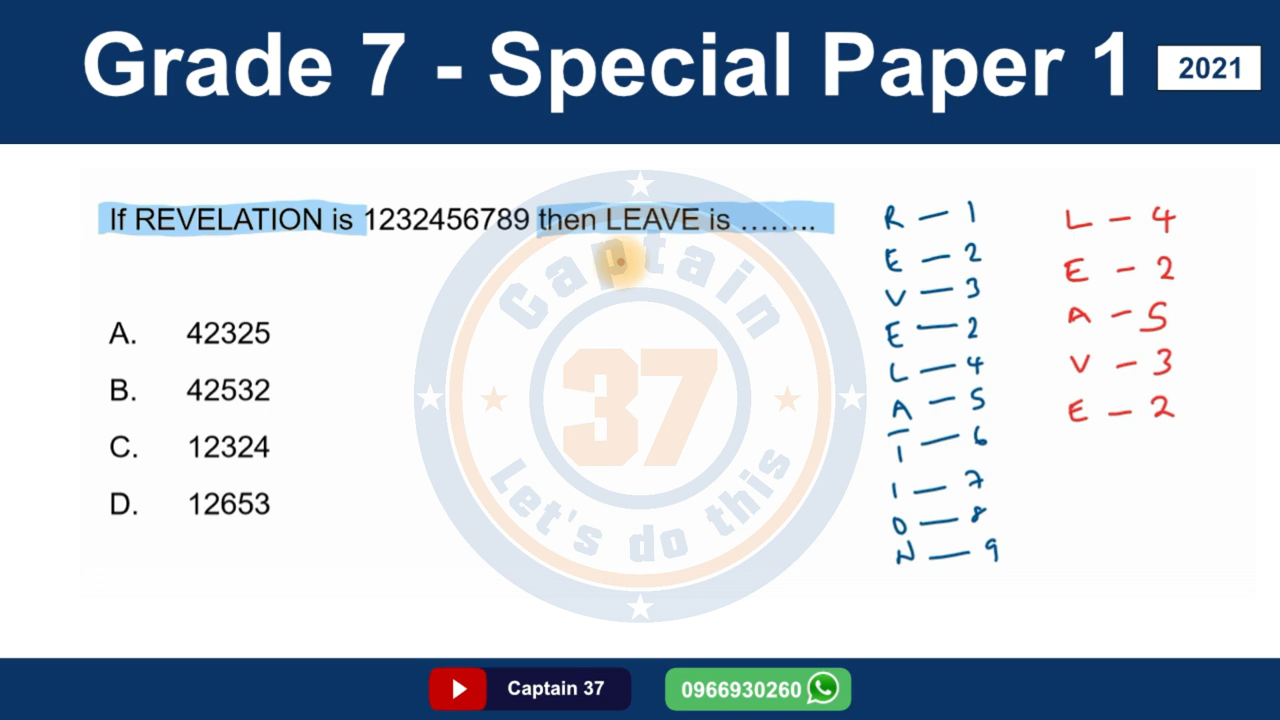 Grade 7 - Special Paper 1
2021
If REVELATION is 1232456789 then LEAVE is ........
A. 42325
B. 42532
C. 12324
D. 12653
R — 1
E — 2
V — 3
E — 2
L — 4
A — 5
T — 6
I — 7
O — 8
N — 9
L — 4
E — 2
A — 5
V — 3
E — 2
Captain
37
Let's do this
Captain 37
0966930260